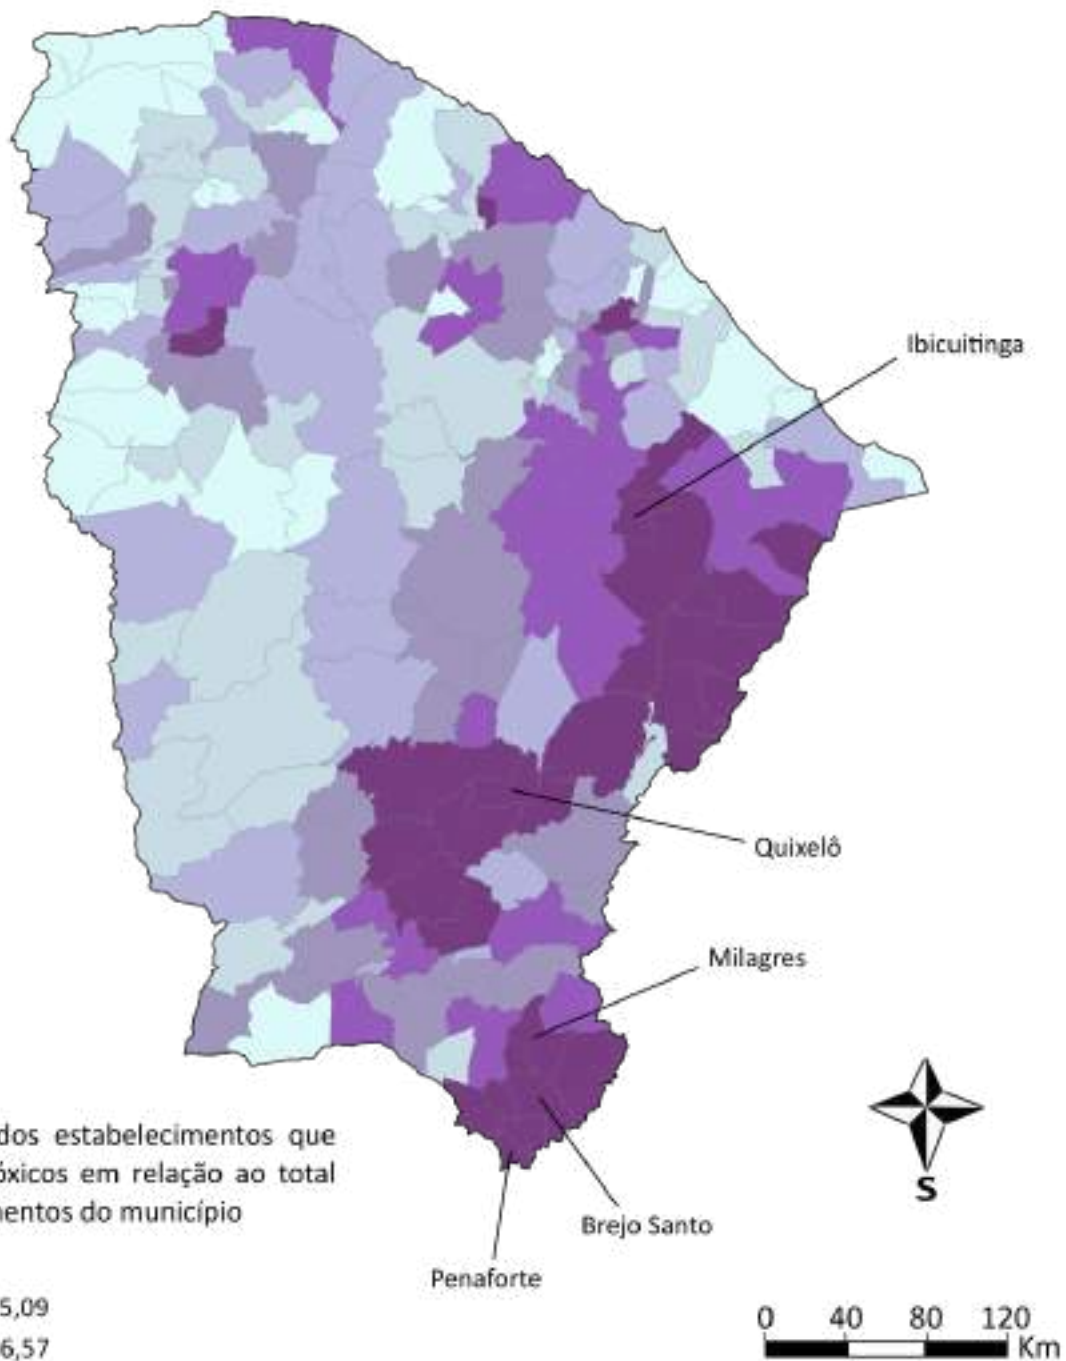 Ibicuitinga
Quixelô
Milagres
dos estabelecimentos que
óxicos em relação ao total
entos do município
S
Brejo Santo
Penaforte
5,09
6,57
0 40 80 120
Km